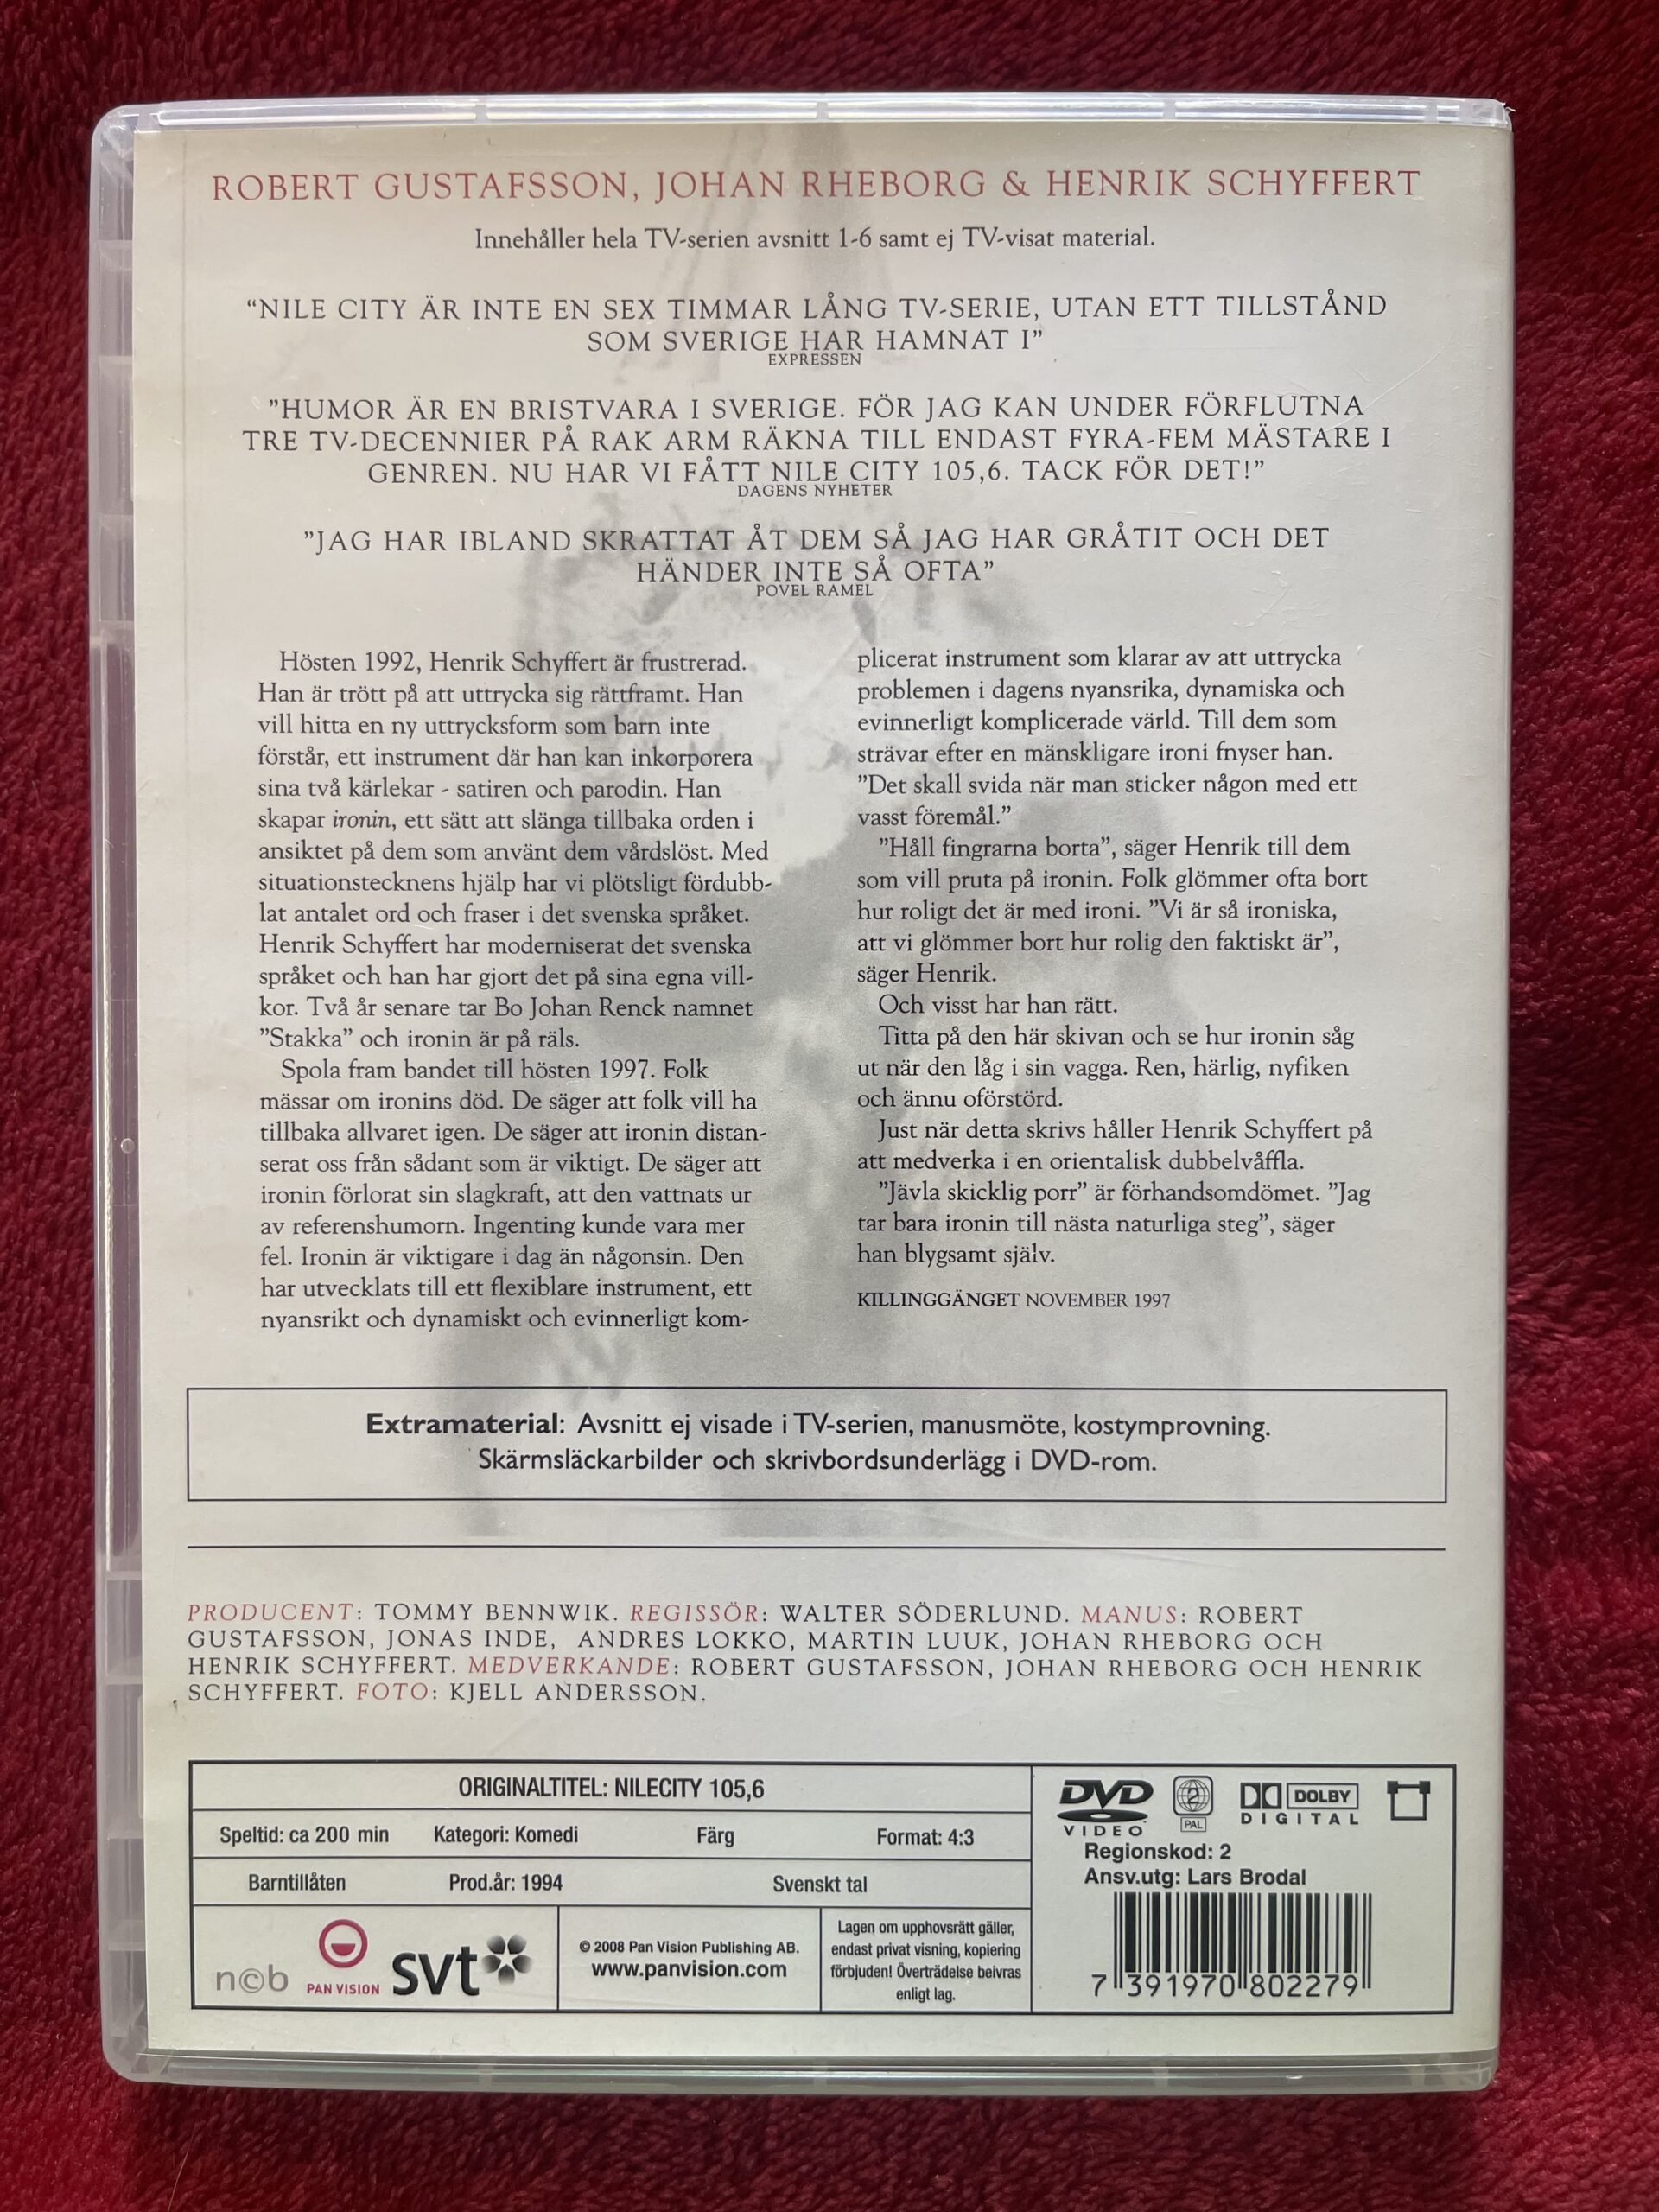 ROBERT GUSTAFSSON, JOHAN RHEBORG & HENRIK SCHYFFERT
Innehåller hela TV-serien avsnitt 1-6 samt ej TV-visat material.
“NILE CITY ÄR INTE EN SEX TIMMAR LÅNG TV-SERIE, UTAN ETT TILLSTÅND
SOM SVERIGE HAR HAMNAT I”
EXPRESSEN
”HUMOR ÄR EN BRISTVARA I SVERIGE. FÖR JAG KAN UNDER FÖRFLUTNA
TRE TV-DECENNIER PÅ RAK ARM RÄKNA TILL ENDAST FYRA-FEM MÄSTARE I
GENREN. NU HAR VI FÅTT NILE CITY 105,6. TACK FÖR DET!”
DAGENS NYHETER
”JAG HAR IBLAND SKRATTAT ÅT DEM SÅ JAG HAR GRÅTIT OCH DET
HÄNDER INTE SÅ OFTA”
POVEL RAMEL
Hösten 1992, Henrik Schyffert är frustrerad.
Han är trött på att uttrycka sig rättframt. Han
vill hitta en ny uttrycksform som barn inte
förstår, ett instrument där han kan inkorporera
sina två kärlekar - satiren och parodin. Han
skapar ironin, ett sätt att slänga tillbaka orden i
ansiktet på dem som använt dem vårdslöst. Med
situationstecknens hjälp har vi plötsligt fördubb-
lat antalet ord och fraser i det svenska språket.
Henrik Schyffert har moderniserat det svenska
språket och han har gjort det på sina egna vill-
kor. Två år senare tar Bo Johan Renck namnet
”Stakka” och ironin är på räls.
Spola fram bandet till hösten 1997. Folk
mässar om ironins död. De säger att folk vill ha
tillbaka allvaret igen. De säger att ironin distan-
serat oss från sådant som är viktigt. De säger att
ironin förlorat sin slagkraft, att den vattnats ur
av referenshumorn. Ingenting kunde vara mer
fel. Ironin är viktigare i dag än någonsin. Den
har utvecklats till ett flexiblare instrument, ett
nyansrikt och dynamiskt och evinnerligt kom-
plicerat instrument som klarar av att uttrycka
problemen i dagens nyansrika, dynamiska och
evinnerligt komplicerade värld. Till dem som
strävar efter en mänskligare ironi fnyser han.
”Det skall svida när man sticker någon med ett
vasst föremål.”
”Håll fingrarna borta”, säger Henrik till dem
som vill pruta på ironin. Folk glömmer ofta bort
hur roligt det är med ironi. ”Vi är så ironiska,
att vi glömmer bort hur rolig den faktiskt är”,
säger Henrik.
Och visst har han rätt.
Titta på den här skivan och se hur ironin såg
ut när den låg i sin vagga. Ren, härlig, nyfiken
och ännu oförstörd.
Just när detta skrivs håller Henrik Schyffert på
att medverka i en orientalisk dubbelvåffla.
”Jävla skicklig porr” är förhandsomdömet. ”Jag
tar bara ironin till nästa naturliga steg”, säger
han blygsamt själv.
KILLINGGÄNGET NOVEMBER 1997
Extramaterial: Avsnitt ej visade i TV-serien, manusmöte, kostymprovning.
Skärmsläckarbilder och skrivbordsunderlägg i DVD-rom.
PRODUCENT: TOMMY BENNWIK. REGISSÖR: WALTER SÖDERLUND. MANUS: ROBERT
GUSTAFSSON, JONAS INDE, ANDRES LOKKO, MARTIN LUUK, JOHAN RHEBORG OCH
HENRIK SCHYFFERT. MEDVERKANDE: ROBERT GUSTAFSSON, JOHAN RHEBORG OCH HENRIK
SCHYFFERT. FOTO: KJELL ANDERSSON.
ORIGINALTITEL: NILECITY 105,6
Speltid: ca 200 min Kategori: Komedi Färg Format: 4:3
Barntillåten Prod.år: 1994 Svenskt tal
n©b PAN VISION svt
© 2008 Pan Vision Publishing AB.
www.panvision.com
Lagen om upphovsrätt gäller,
endast privat visning, kopiering
förbjuden! Överträdelse beivras
enligt lag.
DVD VIDEO 2 PAL DOLBY DIGITAL
Regionskod: 2
Ansv.utg: Lars Brodal
7 391970 802279